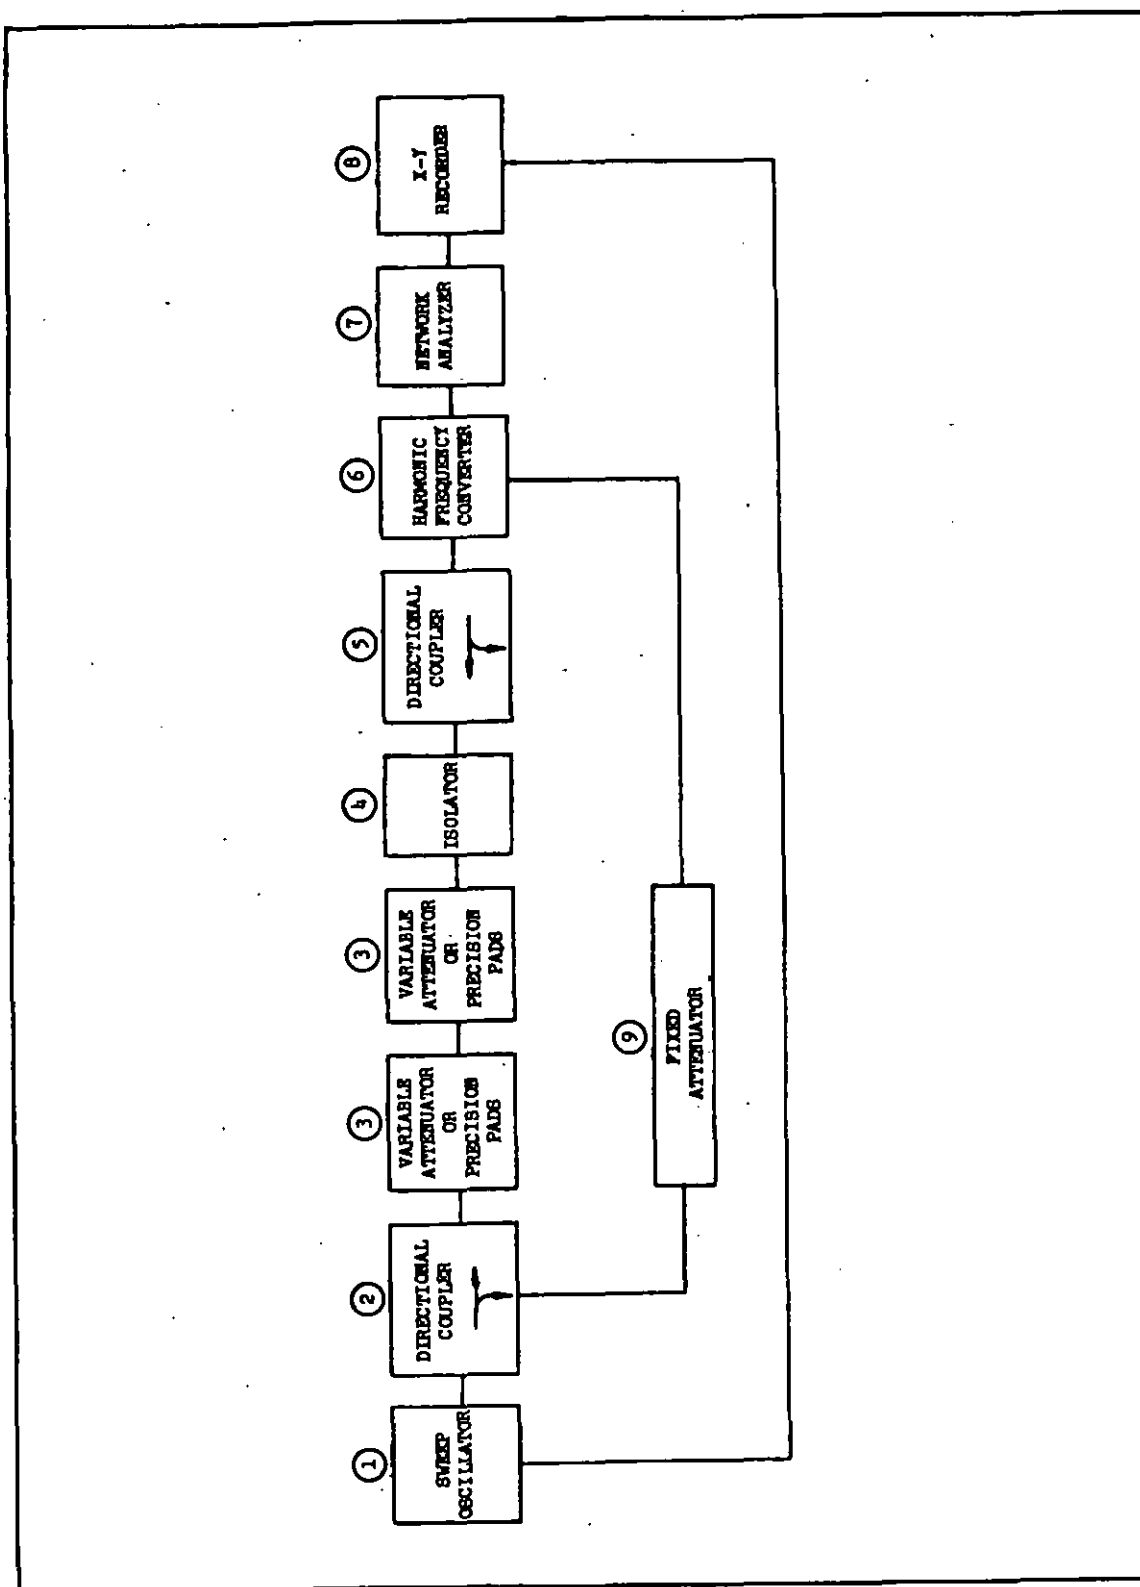 1
SWEEP
OSCILLATOR
2
DIRECTIONAL
COUPLER
3
VARIABLE
ATTENUATOR
OR
PRECISION
PADS
3
VARIABLE
ATTENUATOR
OR
PRECISION
PADS
4
ISOLATOR
5
DIRECTIONAL
COUPLER
6
HARMONIC
FREQUENCY
CONVERTER
7
NETWORK
ANALYZER
8
X-Y
RECORDER
9
FIXED
ATTENUATOR